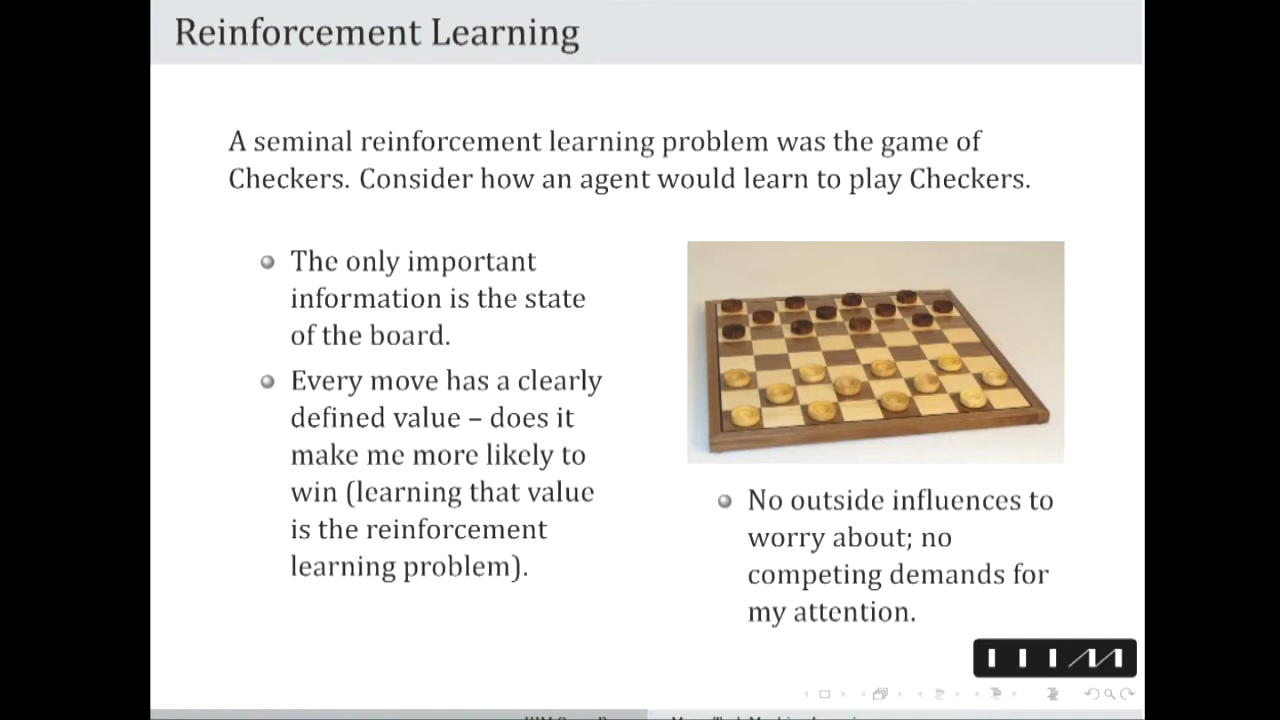 Reinforcement Learning
A seminal reinforcement learning problem was the game of
Checkers. Consider how an agent would learn to play Checkers.
The only important
information is the state
of the board.
Every move has a clearly
defined value – does it
make me more likely to
win (learning that value
is the reinforcement
learning problem).
No outside influences to
worry about; no
competing demands for
my attention.